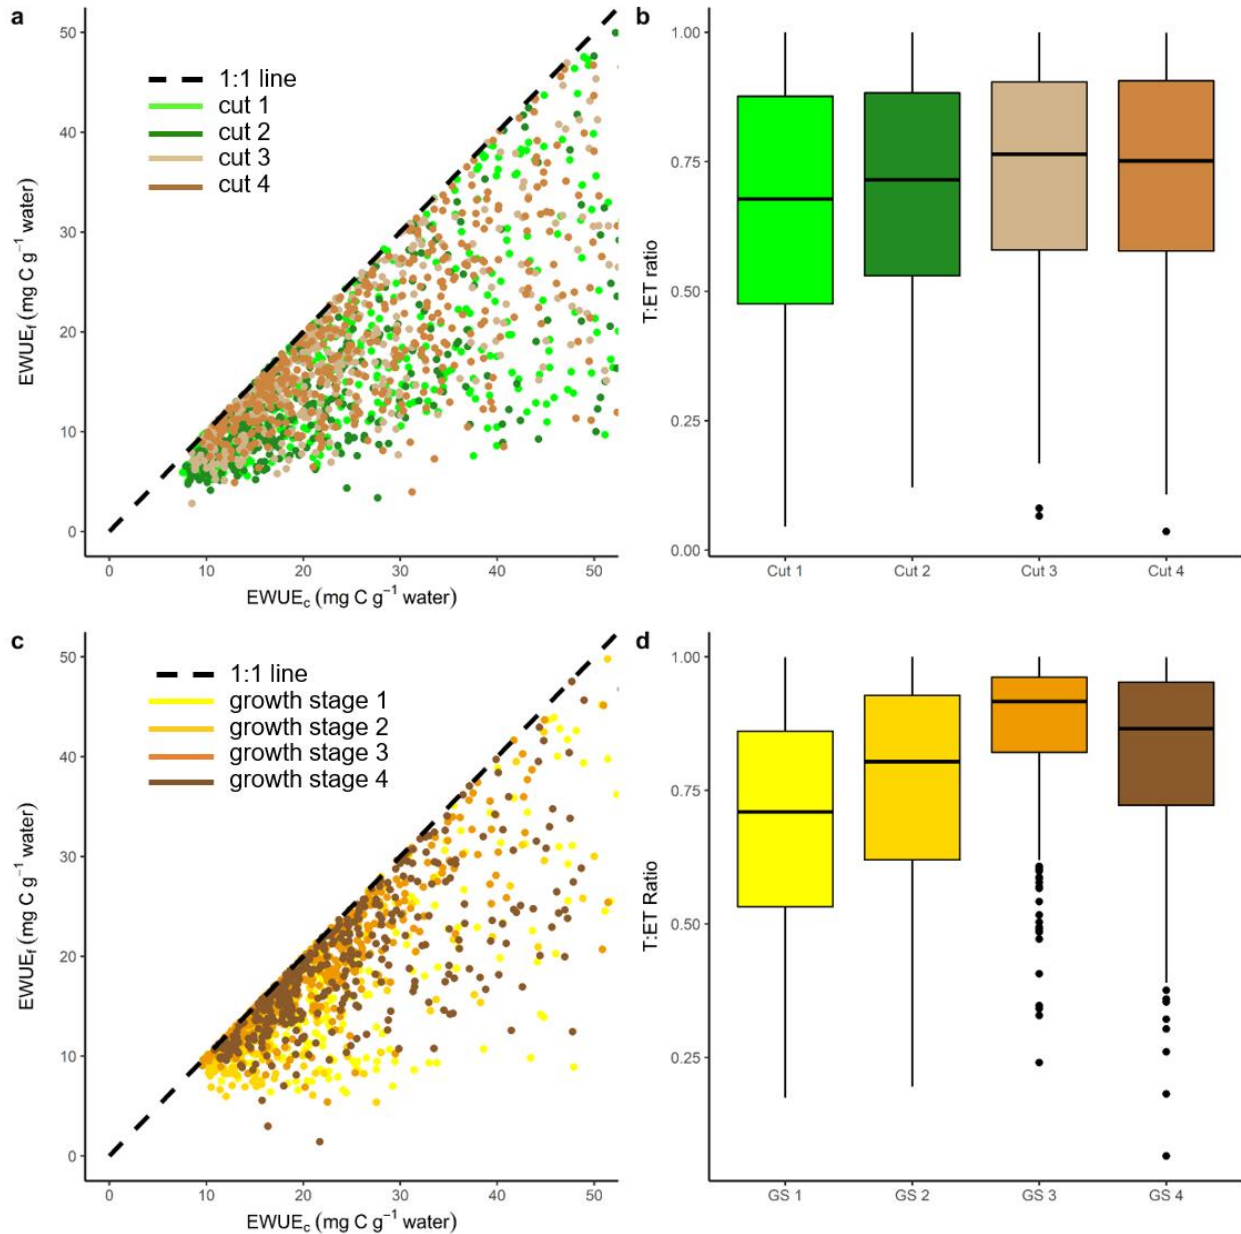 a
50
40
30
20
10
0
EWUEf (mg C g⁻¹ water)
1:1 line
cut 1
cut 2
cut 3
cut 4
0 10 20 30 40 50
EWUEc (mg C g⁻¹ water)
b
1.00
0.75
0.50
0.25
0.00
T:ET ratio
Cut 1 Cut 2 Cut 3 Cut 4
c
50
40
30
20
10
0
EWUEf (mg C g⁻¹ water)
1:1 line
growth stage 1
growth stage 2
growth stage 3
growth stage 4
0 10 20 30 40 50
EWUEc (mg C g⁻¹ water)
d
1.00
0.75
0.50
0.25
T:ET Ratio
GS 1 GS 2 GS 3 GS 4